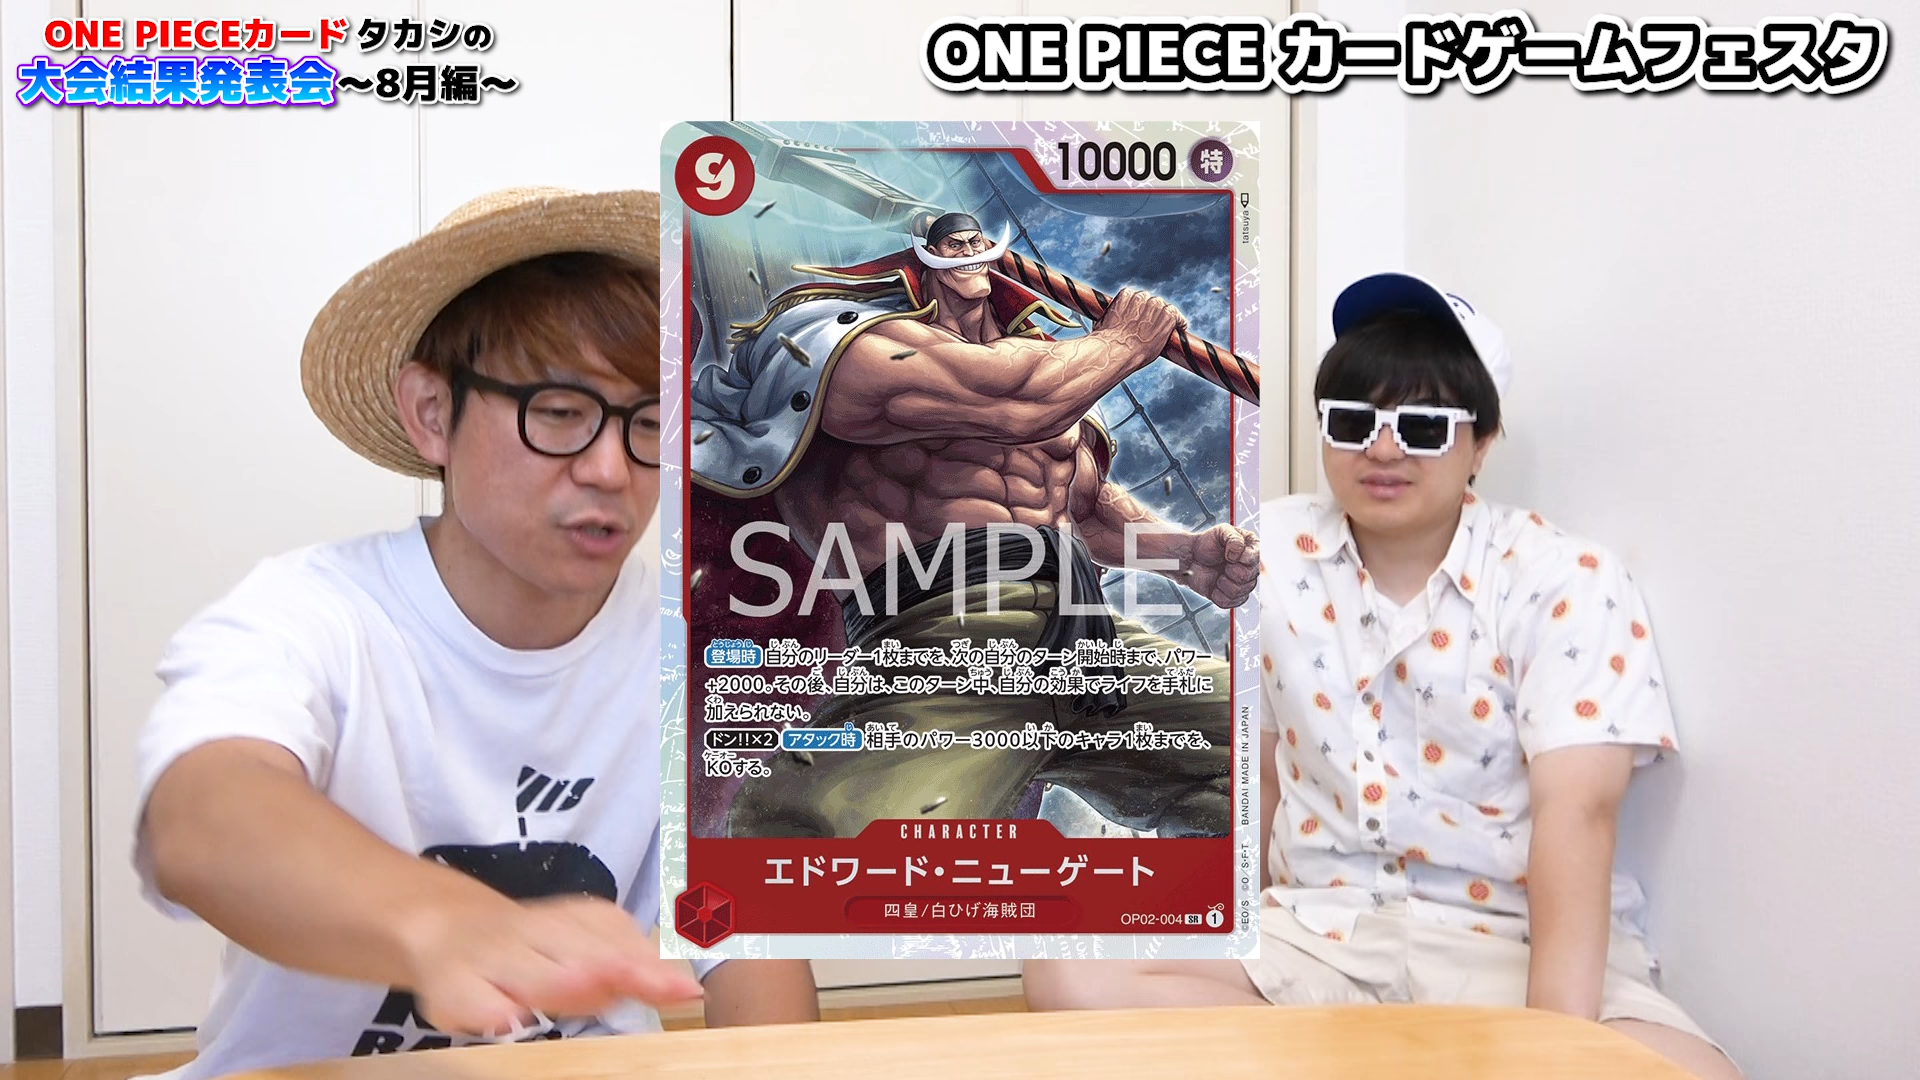 ONE PIECEカード タカシの
大会結果発表会～8月編～
ONE PIECE カードゲームフェスタ
9
10000 特
tatsuya
SAMPLE
登場時 自分のリーダー1枚までを、次の自分のターン開始時まで、パワー
+2000。その後、自分は、このターン中、自分の効果でライフを手札に
加えられない。
ドン!!×2 アタック時 相手のパワー3000以下のキャラ1枚までを、
KOする。
CHARACTER
エドワード・ニューゲート
四皇/白ひげ海賊団
OP02-004 SR 1
©E.O/S. ©O/S・F・T. BANDAI MADE IN JAPAN